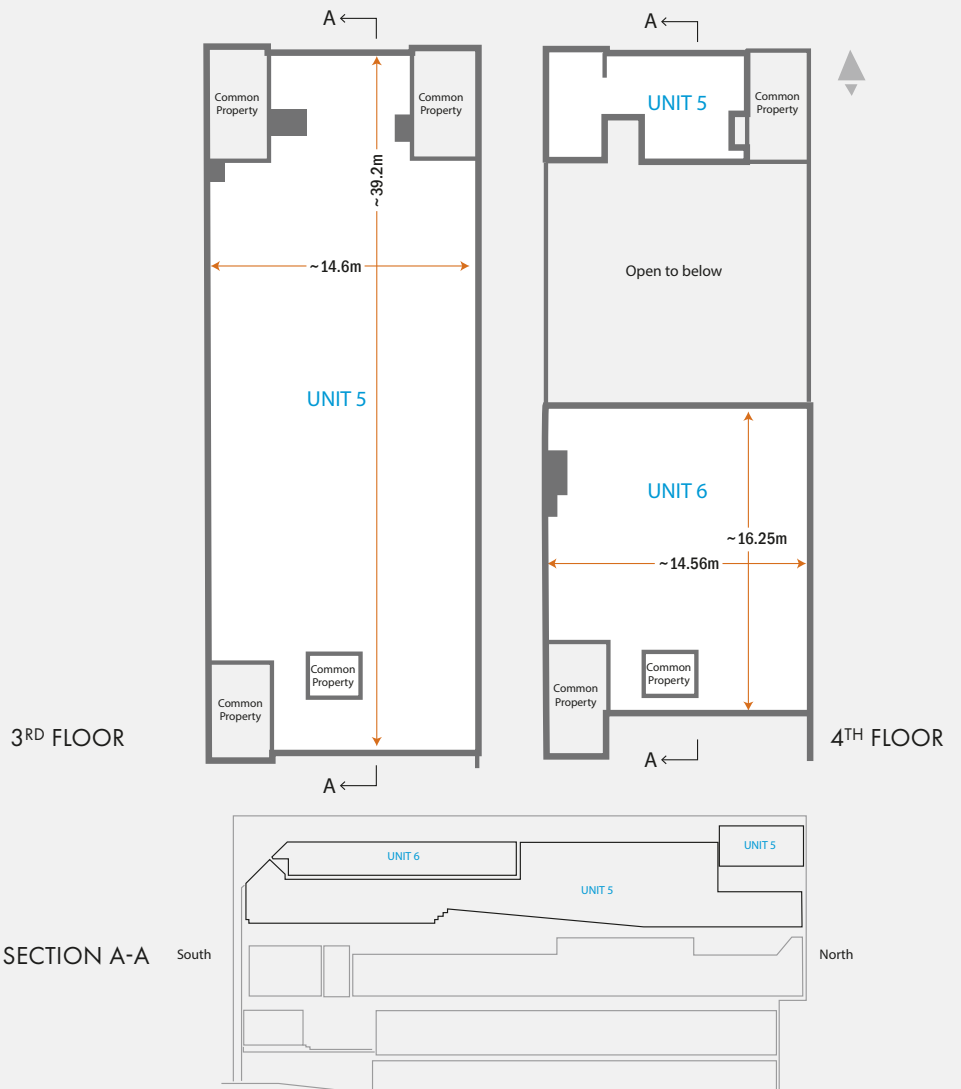 A
A
Common
Property
Common
Property
~39.2m
~14.6m
UNIT 5
Common
Property
Common
Property
3RD FLOOR
A
UNIT 5
Common
Property
Open to below
UNIT 6
~16.25m
~14.56m
Common
Property
Common
Property
4TH FLOOR
A
SECTION A-A
South
UNIT 6
UNIT 5
UNIT 5
North